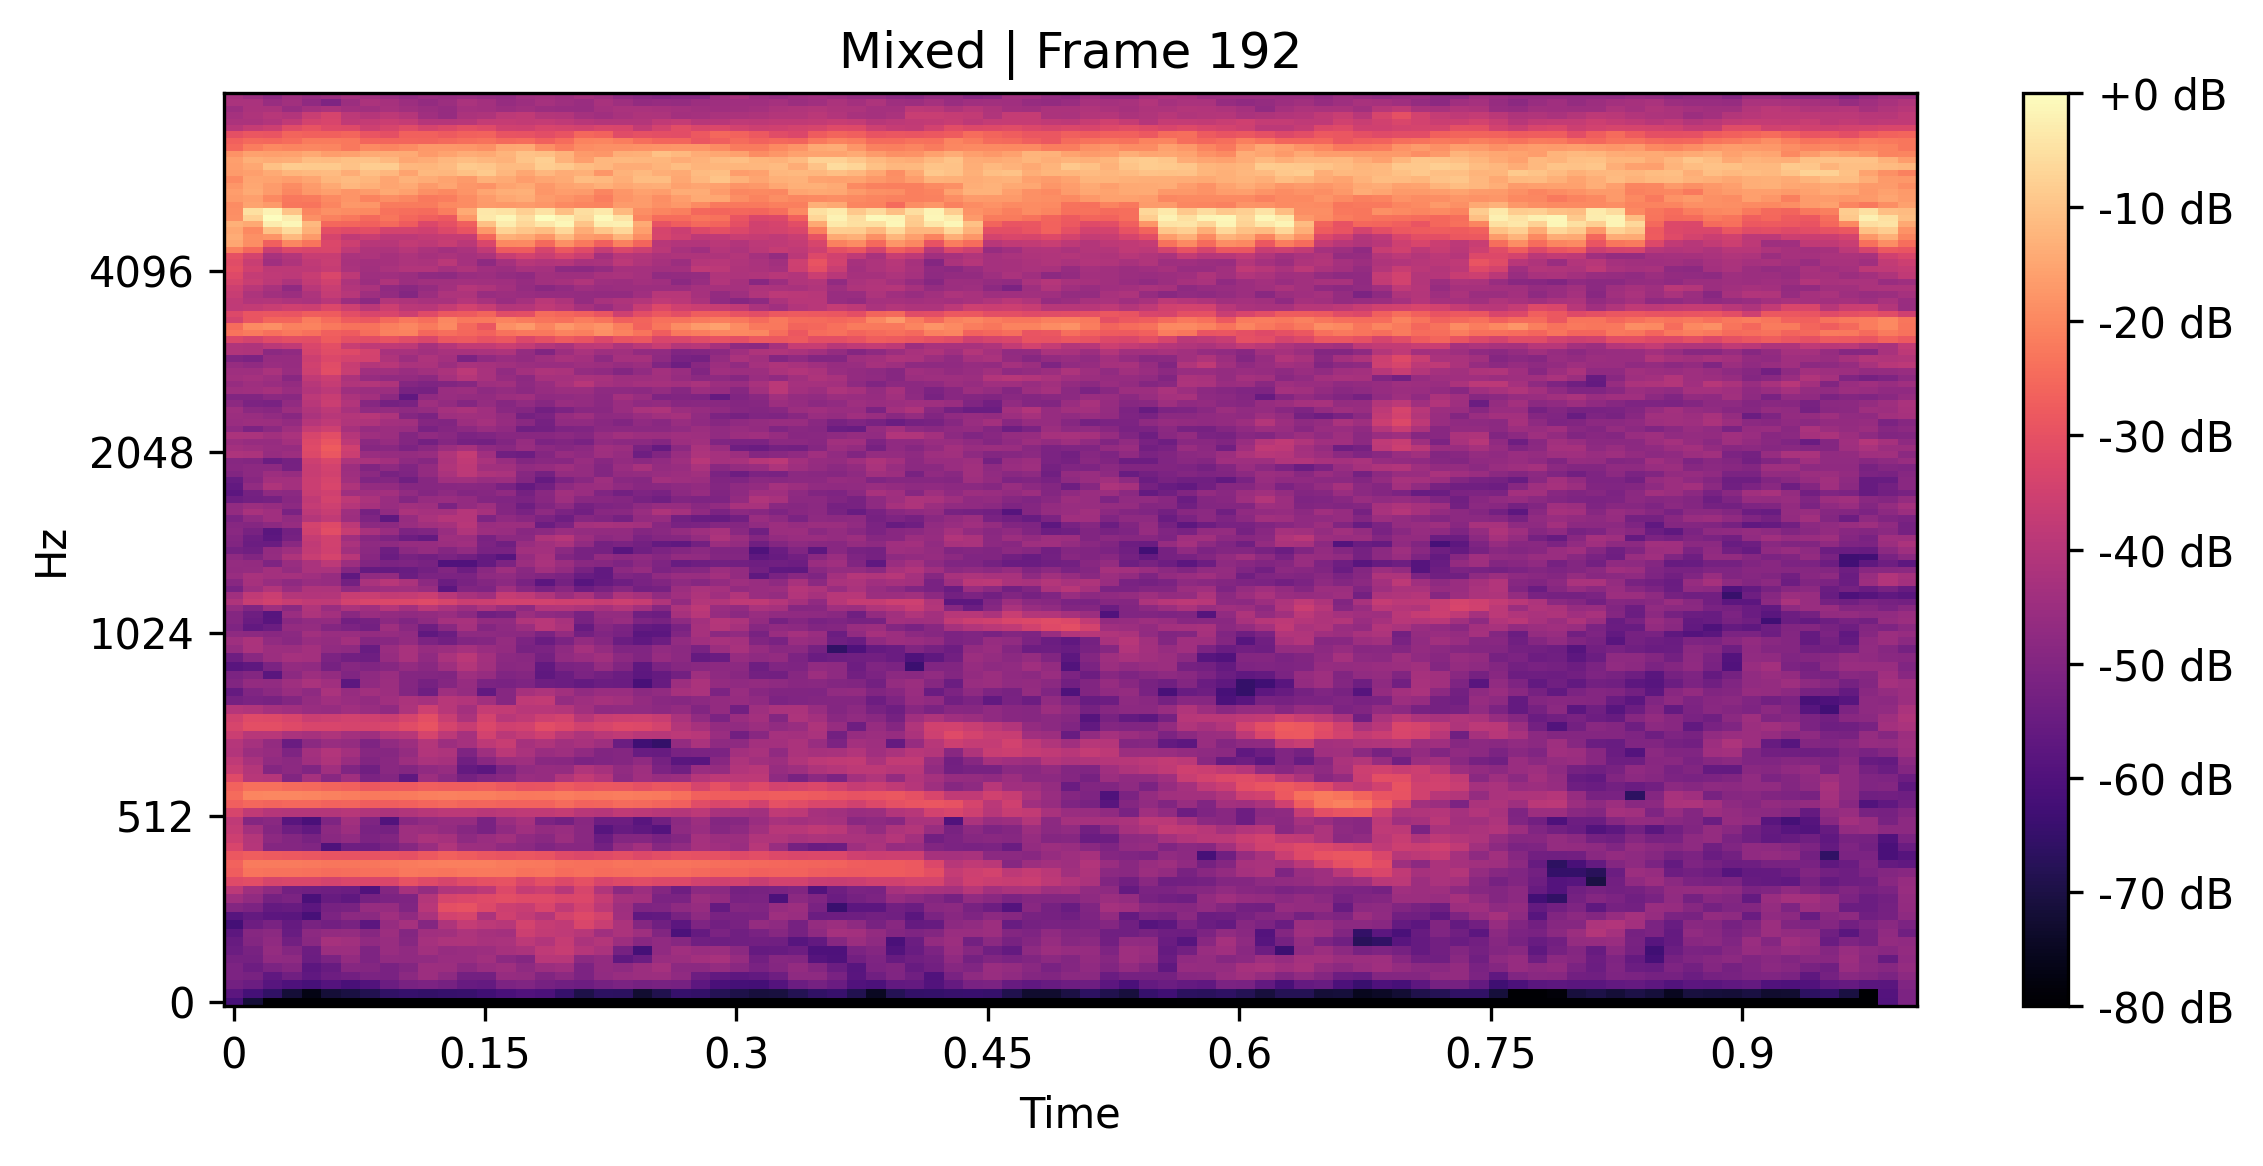 Mixed | Frame 192
+0 dB
-10 dB
-20 dB
-30 dB
-40 dB
-50 dB
-60 dB
-70 dB
-80 dB
4096
2048
1024
512
0
Hz
0
0.15
0.3
0.45
0.6
0.75
0.9
Time